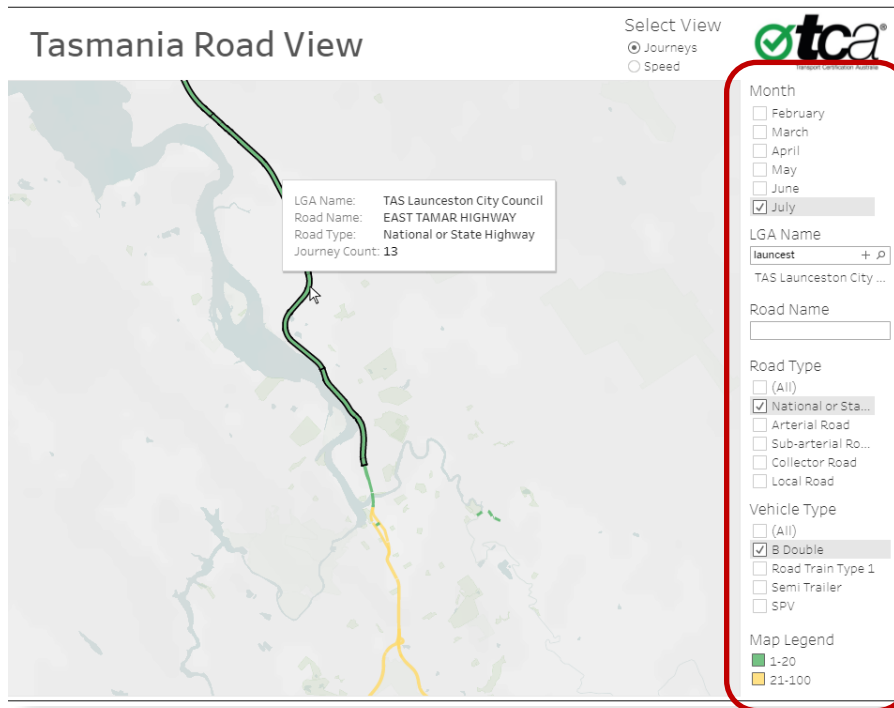 Tasmania Road View
Select View
Journeys
Speed
tca®
Transport Certification Australia
Month
February
March
April
May
June
July
LGA Name
launcest
TAS Launceston City ...
Road Name
Road Type
(All)
National or Sta...
Arterial Road
Sub-arterial Ro...
Collector Road
Local Road
Vehicle Type
(All)
B Double
Road Train Type 1
Semi Trailer
SPV
Map Legend
1-20
21-100
LGA Name: TAS Launceston City Council
Road Name: EAST TAMAR HIGHWAY
Road Type: National or State Highway
Journey Count: 13